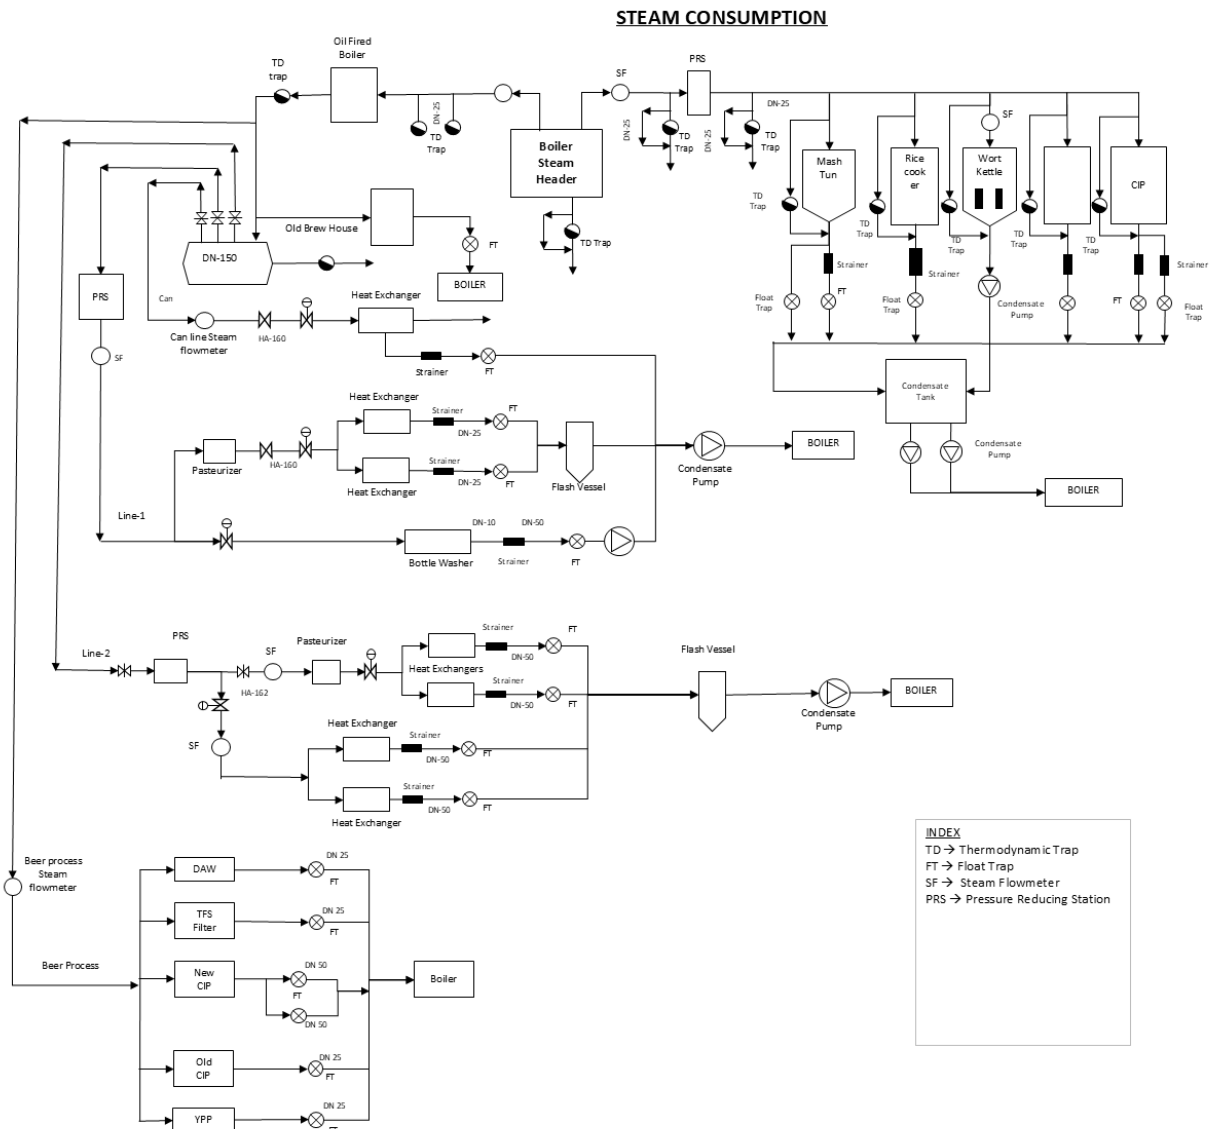 STEAM CONSUMPTION
Oil Fired
Boiler
TD
trap
DN-25
TD
Trap
SF
PRS
DN-25
TD
Trap
DN-25
DN-25
TD
Trap
Boiler
Steam
Header
TD Trap
Mash
Tun
Rice
cook
er
SF
Wort
Kettle
CIP
TD
Trap
TD
Trap
TD
Trap
TD
Trap
Strainer
Strainer
Strainer
Float
Trap
FT
Float
Trap
Condensate
Pump
FT
Float
Trap
Condensate
Tank
Condensate
Pump
BOILER
Old Brew House
FT
BOILER
DN-150
PRS
SF
Can
Can line Steam
flowmeter
HA-160
Heat Exchanger
Strainer
FT
Heat Exchanger
Strainer
DN-25
FT
Pasteurizer
HA-160
Strainer
DN-25
FT
Heat Exchanger
Flash Vessel
Condensate
Pump
BOILER
Line-1
DN-10
DN-50
Bottle Washer
Strainer
FT
Line-2
PRS
HA-162
SF
Pasteurizer
Strainer
DN-50
FT
Heat Exchangers
Strainer
DN-50
FT
Flash Vessel
Condensate
Pump
BOILER
SF
Heat Exchanger
Strainer
DN-50
FT
Strainer
DN-50
FT
Heat Exchanger
INDEX
TD → Thermodynamic Trap
FT → Float Trap
SF → Steam Flowmeter
PRS → Pressure Reducing Station
Beer process
Steam
flowmeter
Beer Process
DAW
DN 25
FT
TFS
Filter
DN 25
FT
New
CIP
DN 50
FT
DN 50
Boiler
Old
CIP
DN 25
FT
YPP
DN 25
FT